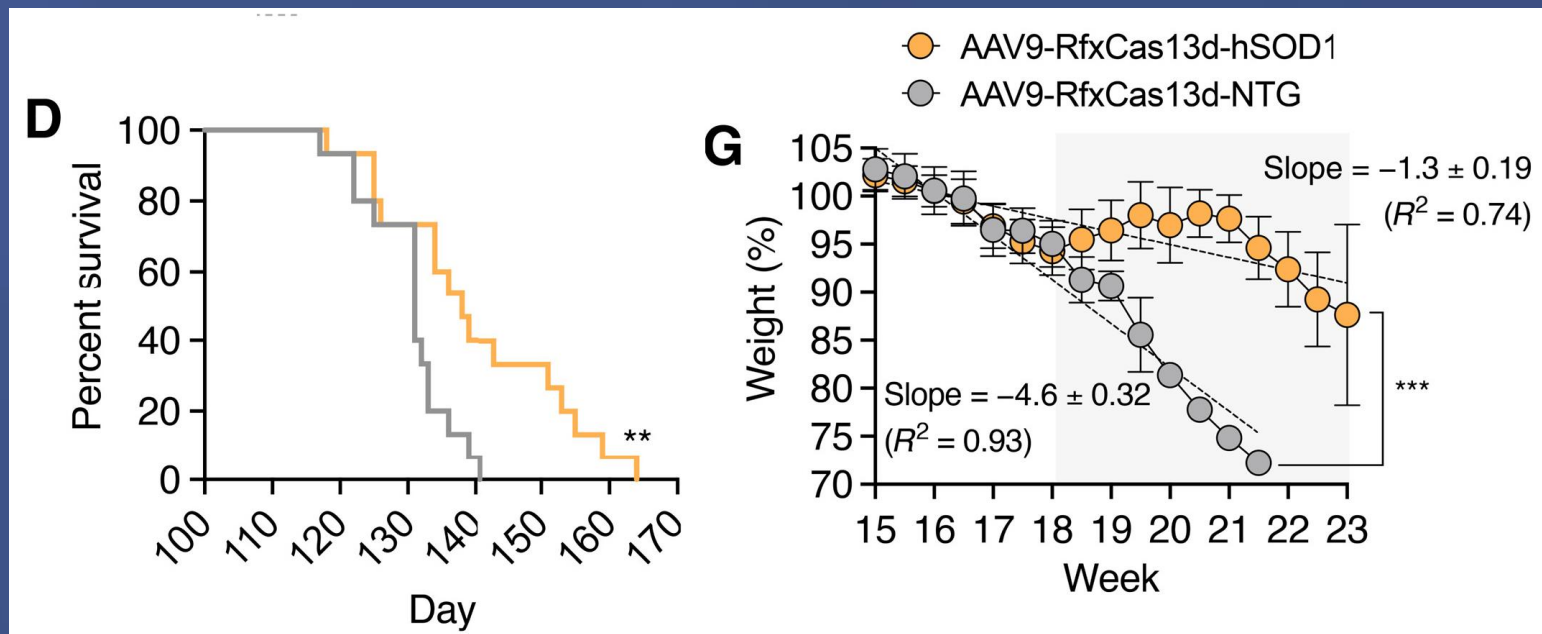 AAV9-RfxCas13d-hSOD1
AAV9-RfxCas13d-NTG
D
100
80
60
40
20
0
Percent survival
**
100 110 120 130 140 150 160 170
Day
G
105
100
95
90
85
80
75
70
Weight (%)
Slope = −1.3 ± 0.19
(R² = 0.74)
Slope = −4.6 ± 0.32
(R² = 0.93)
***
15 16 17 18 19 20 21 22 23
Week